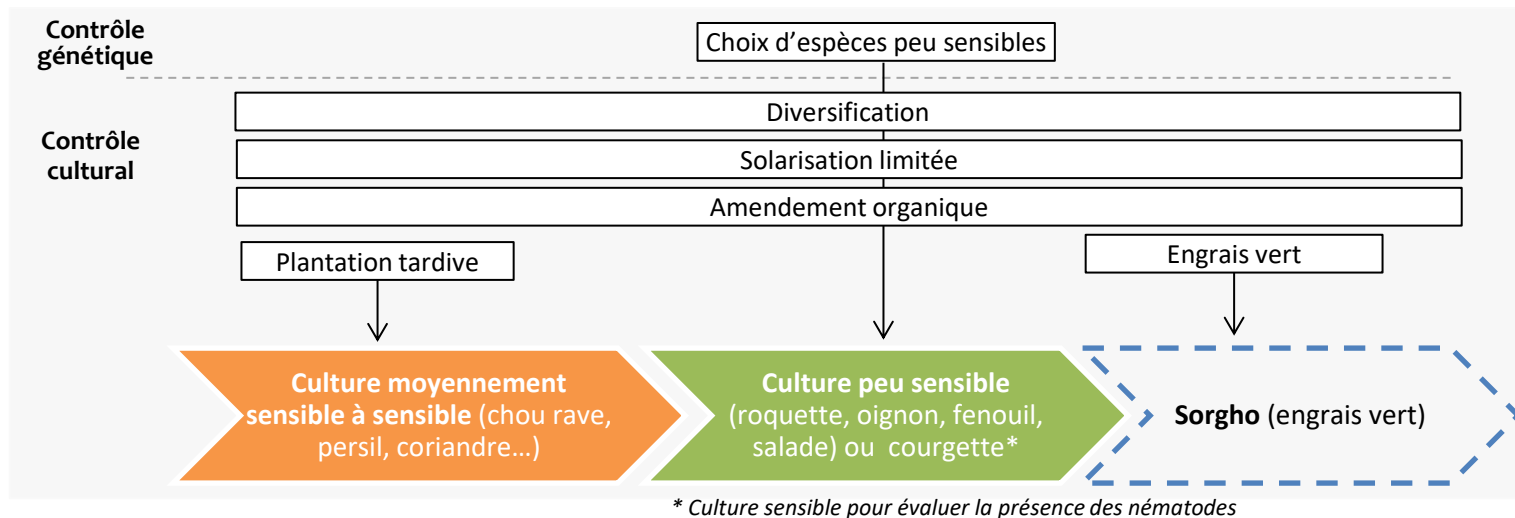 Contrôle
génétique
Choix d'espèces peu sensibles
Contrôle
cultural
Diversification
Solarisation limitée
Amendement organique
Plantation tardive
Engrais vert
Culture moyennement
sensible à sensible (chou rave,
persil, coriandre…)
Culture peu sensible
(roquette, oignon, fenouil,
salade) ou courgette*
Sorgho (engrais vert)
* Culture sensible pour évaluer la présence des nématodes